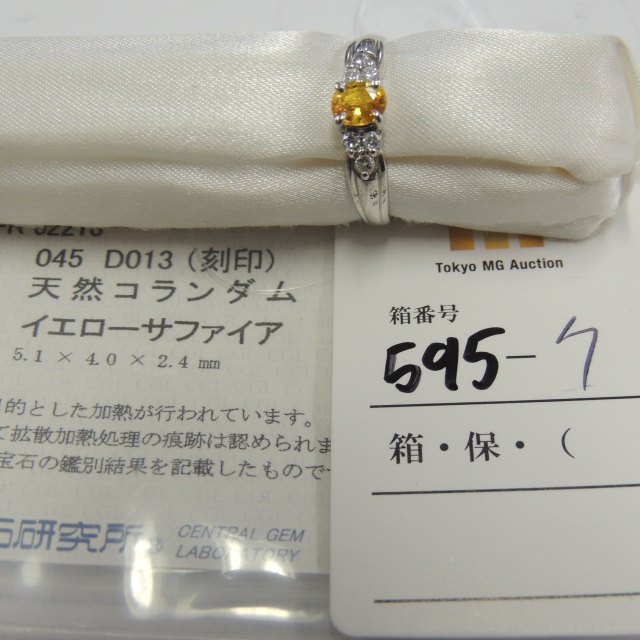 045 D013 (刻印)
天然コランダム
イエローサファイア
5.1 × 4.0 × 2.4 mm
的とした加熱が行われています。
て拡散加熱処理の痕跡は認められま
宝石の鑑別結果を記載したもので
研究所
CENTRAL GEM
LABORATORY
Tokyo MG Auction
箱番号
595-7
箱・保・(